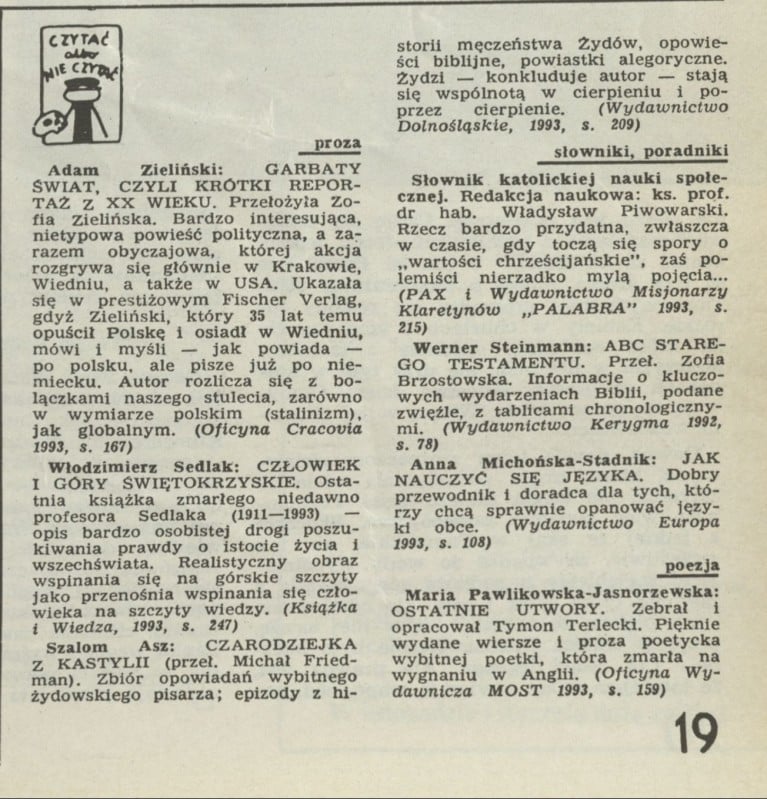 CZYTAĆ
albo
NIE CZYTAĆ
proza
Adam Zieliński: GARBATY
ŚWIAT, CZYLI KRÓTKI REPOR-
TAŻ Z XX WIEKU. Przełożyła Zo-
fia Zielińska. Bardzo interesująca,
nietypowa powieść polityczna, a za-
razem obyczajowa, której akcja
rozgrywa się głównie w Krakowie,
Wiedniu, a także w USA. Ukazała
się w prestiżowym Fischer Verlag,
gdyż Zieliński, który 35 lat temu
opuścił Polskę i osiadł w Wiedniu,
mówi i myśli — jak powiada —
po polsku, ale pisze już po nie-
miecku. Autor rozlicza się z bo-
lączkami naszego stulecia, zarówno
w wymiarze polskim (stalinizm),
jak globalnym. (Oficyna Cracovia
1993, s. 167)
Włodzimierz Sedlak: CZŁOWIEK
I GÓRY ŚWIĘTOKRZYSKIE. Osta-
tnia książka zmarłego niedawno
profesora Sedlaka (1911—1993) —
opis bardzo osobistej drogi poszu-
kiwania prawdy o istocie życia i
wszechświata. Realistyczny obraz
wspinania się na górskie szczyty
jako przenośnia wspinania się czło-
wieka na szczyty wiedzy. (Książka
i Wiedza, 1993, s. 247)
Szalom Asz: CZARODZIEJKA
Z KASTYLII (przeł. Michał Fried-
man). Zbiór opowiadań wybitnego
żydowskiego pisarza; epizody z hi-
storii męczeństwa Żydów, opowie-
ści biblijne, powiastki alegoryczne.
Żydzi — konkluduje autor — stają
się wspólnotą w cierpieniu i po-
przez cierpienie. (Wydawnictwo
Dolnośląskie, 1993, s. 209)
słowniki, poradniki
Słownik katolickiej nauki społe-
cznej. Redakcja naukowa: ks. prof.
dr hab. Władysław Piwowarski.
Rzecz bardzo przydatna, zwłaszcza
w czasie, gdy toczą się spory o
„wartości chrześcijańskie", zaś po-
lemiści nierzadko mylą pojęcia...
(PAX i Wydawnictwo Misjonarzy
Klaretynów „PALABRA" 1993, s.
215)
Werner Steinmann: ABC STARE-
GO TESTAMENTU. Przeł. Zofia
Brzostowska. Informacje o kluczo-
wych wydarzeniach Biblii, podane
zwięźle, z tablicami chronologiczny-
mi. (Wydawnictwo Kerygma 1992,
s. 78)
Anna Michońska-Stadnik: JAK
NAUCZYĆ SIĘ JĘZYKA. Dobry
przewodnik i doradca dla tych, któ-
rzy chcą sprawnie opanować języ-
ki obce. (Wydawnictwo Europa
1993, s. 108)
poezja
Maria Pawlikowska-Jasnorzewska:
OSTATNIE UTWORY. Zebrał i
opracował Tymon Terlecki. Pięknie
wydane wiersze i proza poetycka
wybitnej poetki, która zmarła na
wygnaniu w Anglii. (Oficyna Wy-
dawnicza MOST 1993, s. 159)
19